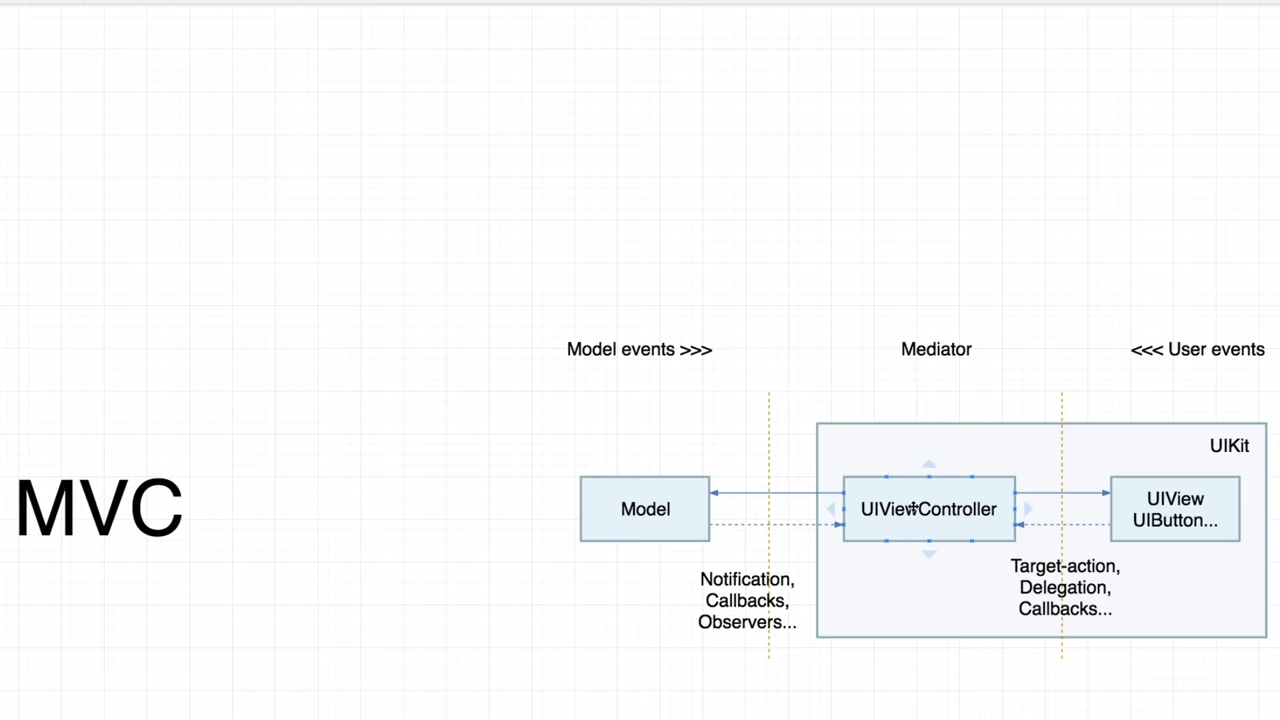 Model events >>>
Mediator
<<< User events
UIKit
MVC
Model
UIViewController
UIView
UIButton...
Notification,
Callbacks,
Observers...
Target-action,
Delegation,
Callbacks...